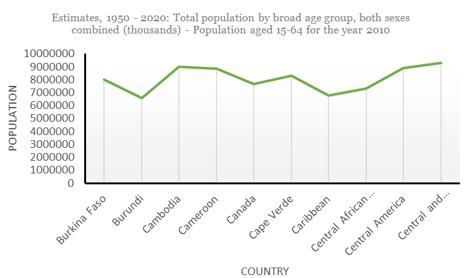 Estimates, 1950 - 2020: Total population by broad age group, both sexes
combined (thousands) - Population aged 15-64 for the year 2010
POPULATION
10000000
9000000
8000000
7000000
6000000
5000000
4000000
3000000
2000000
1000000
0
Burkina Faso
Burundi
Cambodia
Cameroon
Canada
Cape Verde
Caribbean
Central African...
Central America
Central and...
COUNTRY